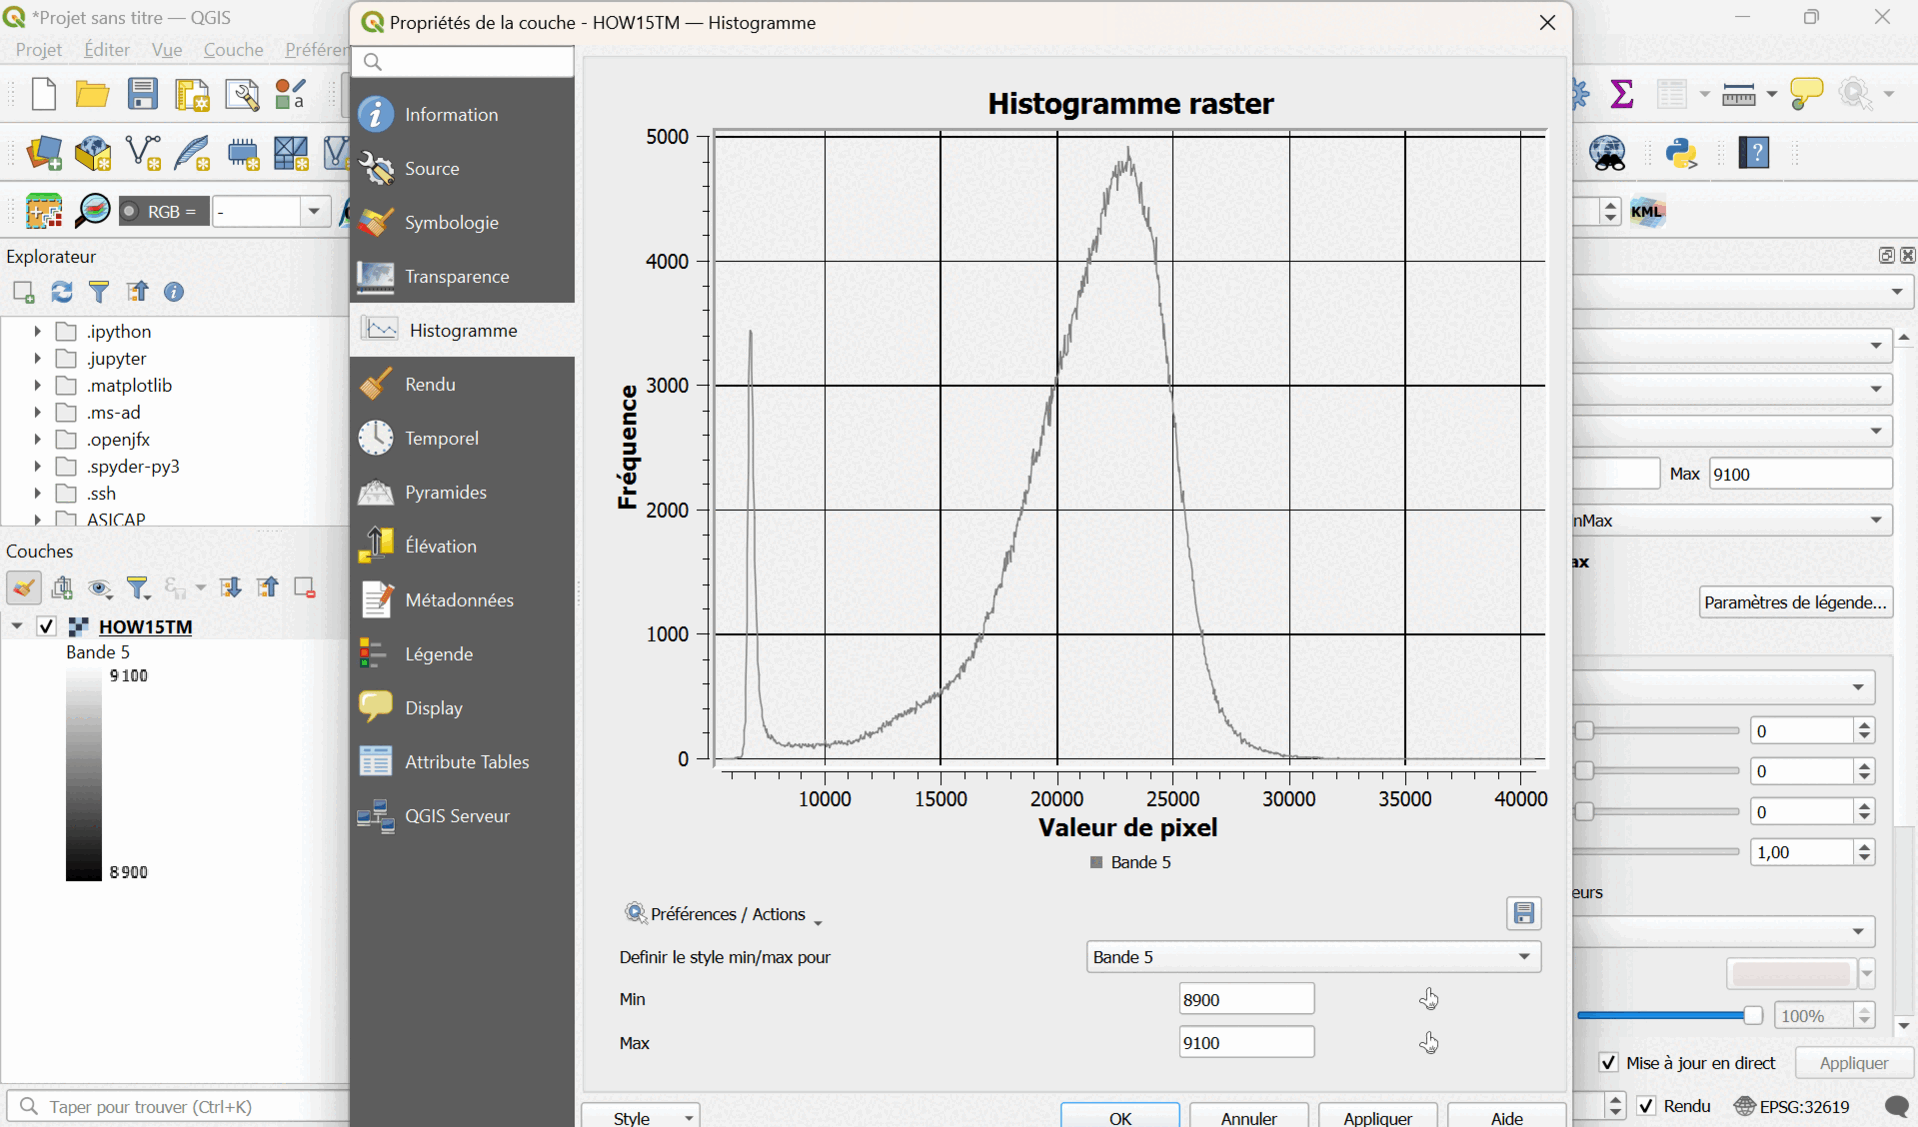 *Projet sans titre — QGIS
Propriétés de la couche - HOW15TM — Histogramme
Projet Éditer Vue Couche
RGB = -
KML
Explorateur
.ipython
.jupyter
.matplotlib
.ms-ad
.openjfx
.spyder-py3
.ssh
ASICAP
Couches
HOW15TM
Bande 5
9 100
8 900
Taper pour trouver (Ctrl+K)
Information
Source
Symbologie
Transparence
Histogramme
Rendu
Temporel
Pyramides
Élévation
Métadonnées
Légende
Display
Attribute Tables
QGIS Serveur
Histogramme raster
5000
4000
3000
2000
1000
0
Fréquence
10000 15000 20000 25000 30000 35000 40000
Valeur de pixel
Bande 5
Préférences / Actions
Definir le style min/max pour Bande 5
Min 8900
Max 9100
Style OK Annuler Appliquer Aide
Max 9100
nMax
ax
Paramètres de légende...
0
0
0
1,00
eurs
100%
Mise à jour en direct Appliquer
Rendu EPSG:32619